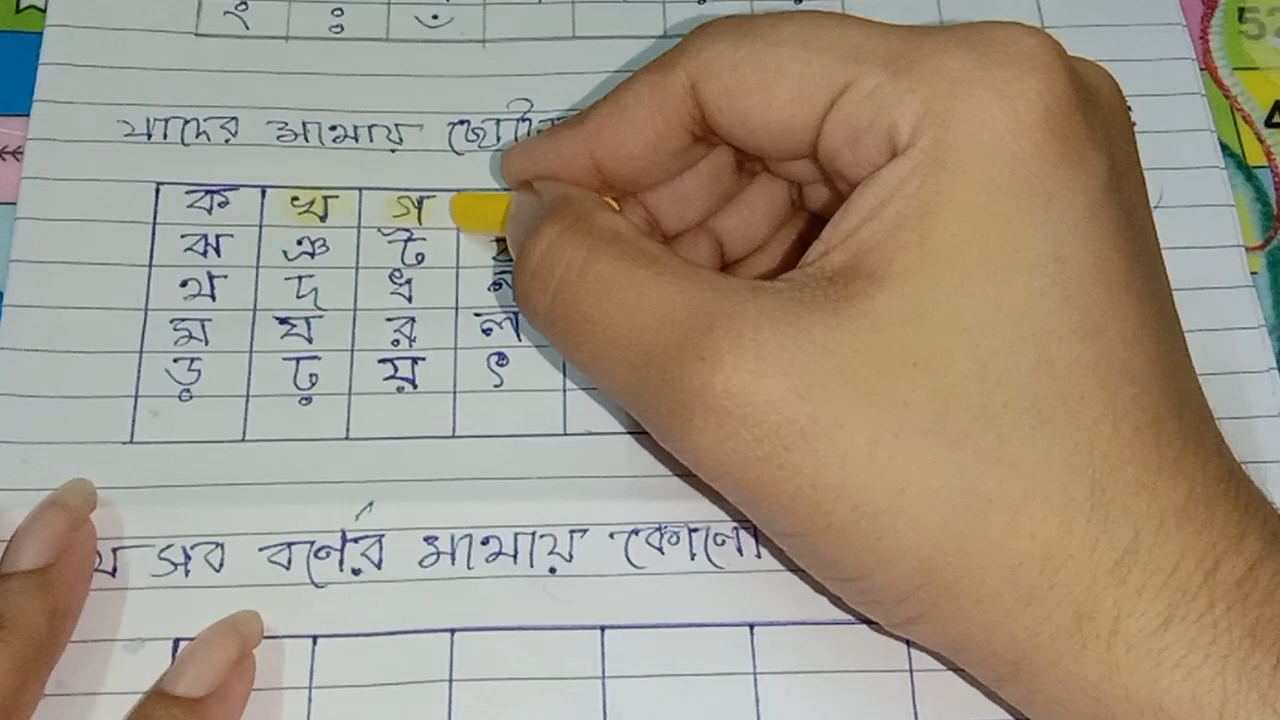 ং ঃ ঁ
যাদের মাথায়
ক খ গ
ঝ ঞ ট
থ দ ধ ন
ম য র ল
ড় ঢ় য় ৎ
সব বর্ণের মাথায় কোনো